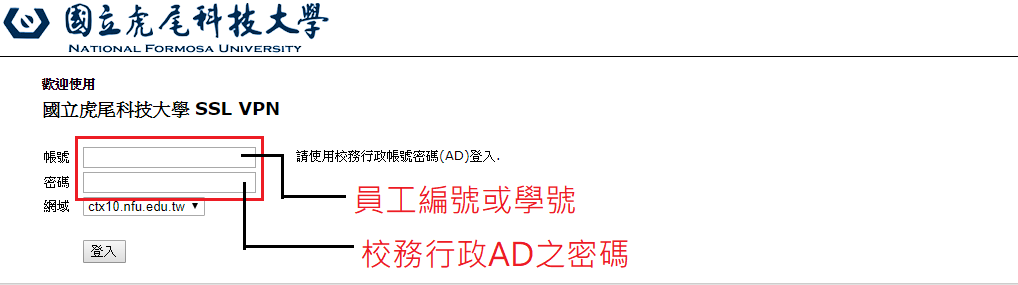 國立虎尾科技大學
NATIONAL FORMOSA UNIVERSITY
歡迎使用
國立虎尾科技大學 SSL VPN
帳號
請使用校務行政帳號密碼(AD)登入.
密碼
員工編號或學號
網域 ctx10.nfu.edu.tw
登入
校務行政AD之密碼